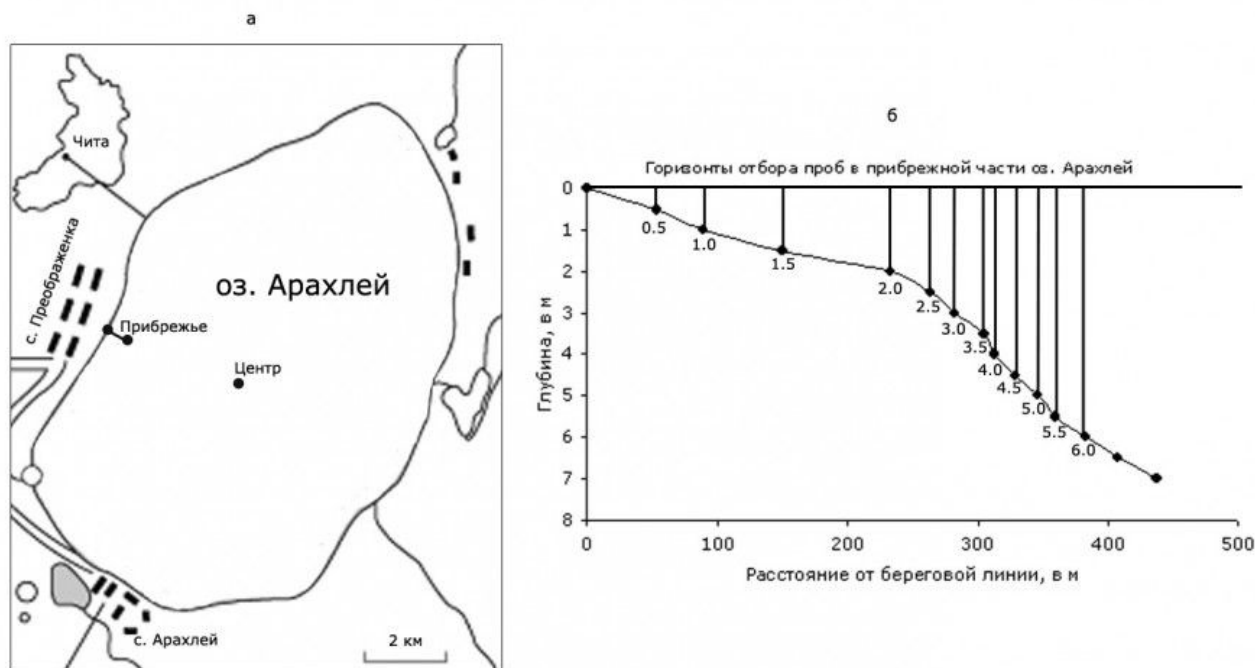 а
Чита
с. Преображенка
оз. Арахлей
Прибрежье
Центр
с. Арахлей
2 км
б
Горизонты отбора проб в прибрежной части оз. Арахлей
Глубина, в м
0
1
2
3
4
5
6
7
8
0.5
1.0
1.5
2.0
2.5
3.0
3.5
4.0
4.5
5.0
5.5
6.0
0 100 200 300 400 500
Расстояние от береговой линии, в м